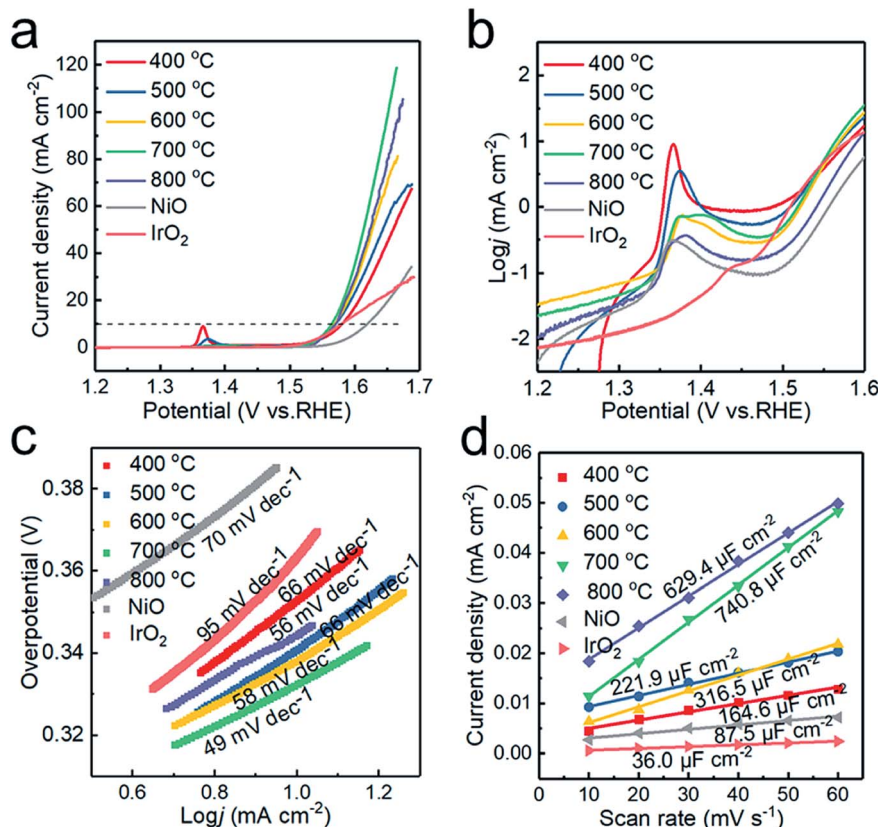 a
120
100
80
60
40
20
0
Current density (mA cm⁻²)
400 °C
500 °C
600 °C
700 °C
800 °C
NiO
IrO₂
1.2 1.3 1.4 1.5 1.6 1.7
Potential (V vs.RHE)
b
2
1
0
-1
-2
Logj (mA cm⁻²)
400 °C
500 °C
600 °C
700 °C
800 °C
NiO
IrO₂
1.2 1.3 1.4 1.5 1.6
Potential (V vs.RHE)
c
0.38
0.36
0.34
0.32
Overpotential (V)
400 °C
500 °C
600 °C
700 °C
800 °C
NiO
IrO₂
70 mV dec⁻¹
95 mV dec⁻¹
66 mV dec⁻¹
56 mV dec⁻¹
66 mV dec⁻¹
58 mV dec⁻¹
49 mV dec⁻¹
0.6 0.8 1.0 1.2
Logj (mA cm⁻²)
d
0.06
0.05
0.04
0.03
0.02
0.01
0.00
Current density (mA cm⁻²)
400 °C
500 °C
600 °C
700 °C
800 °C
NiO
IrO₂
629.4 µF cm⁻²
740.8 µF cm⁻²
221.9 µF cm⁻²
316.5 µF cm⁻²
164.6 µF cm⁻²
87.5 µF cm⁻²
36.0 µF cm⁻²
0 10 20 30 40 50 60
Scan rate (mV s⁻¹)